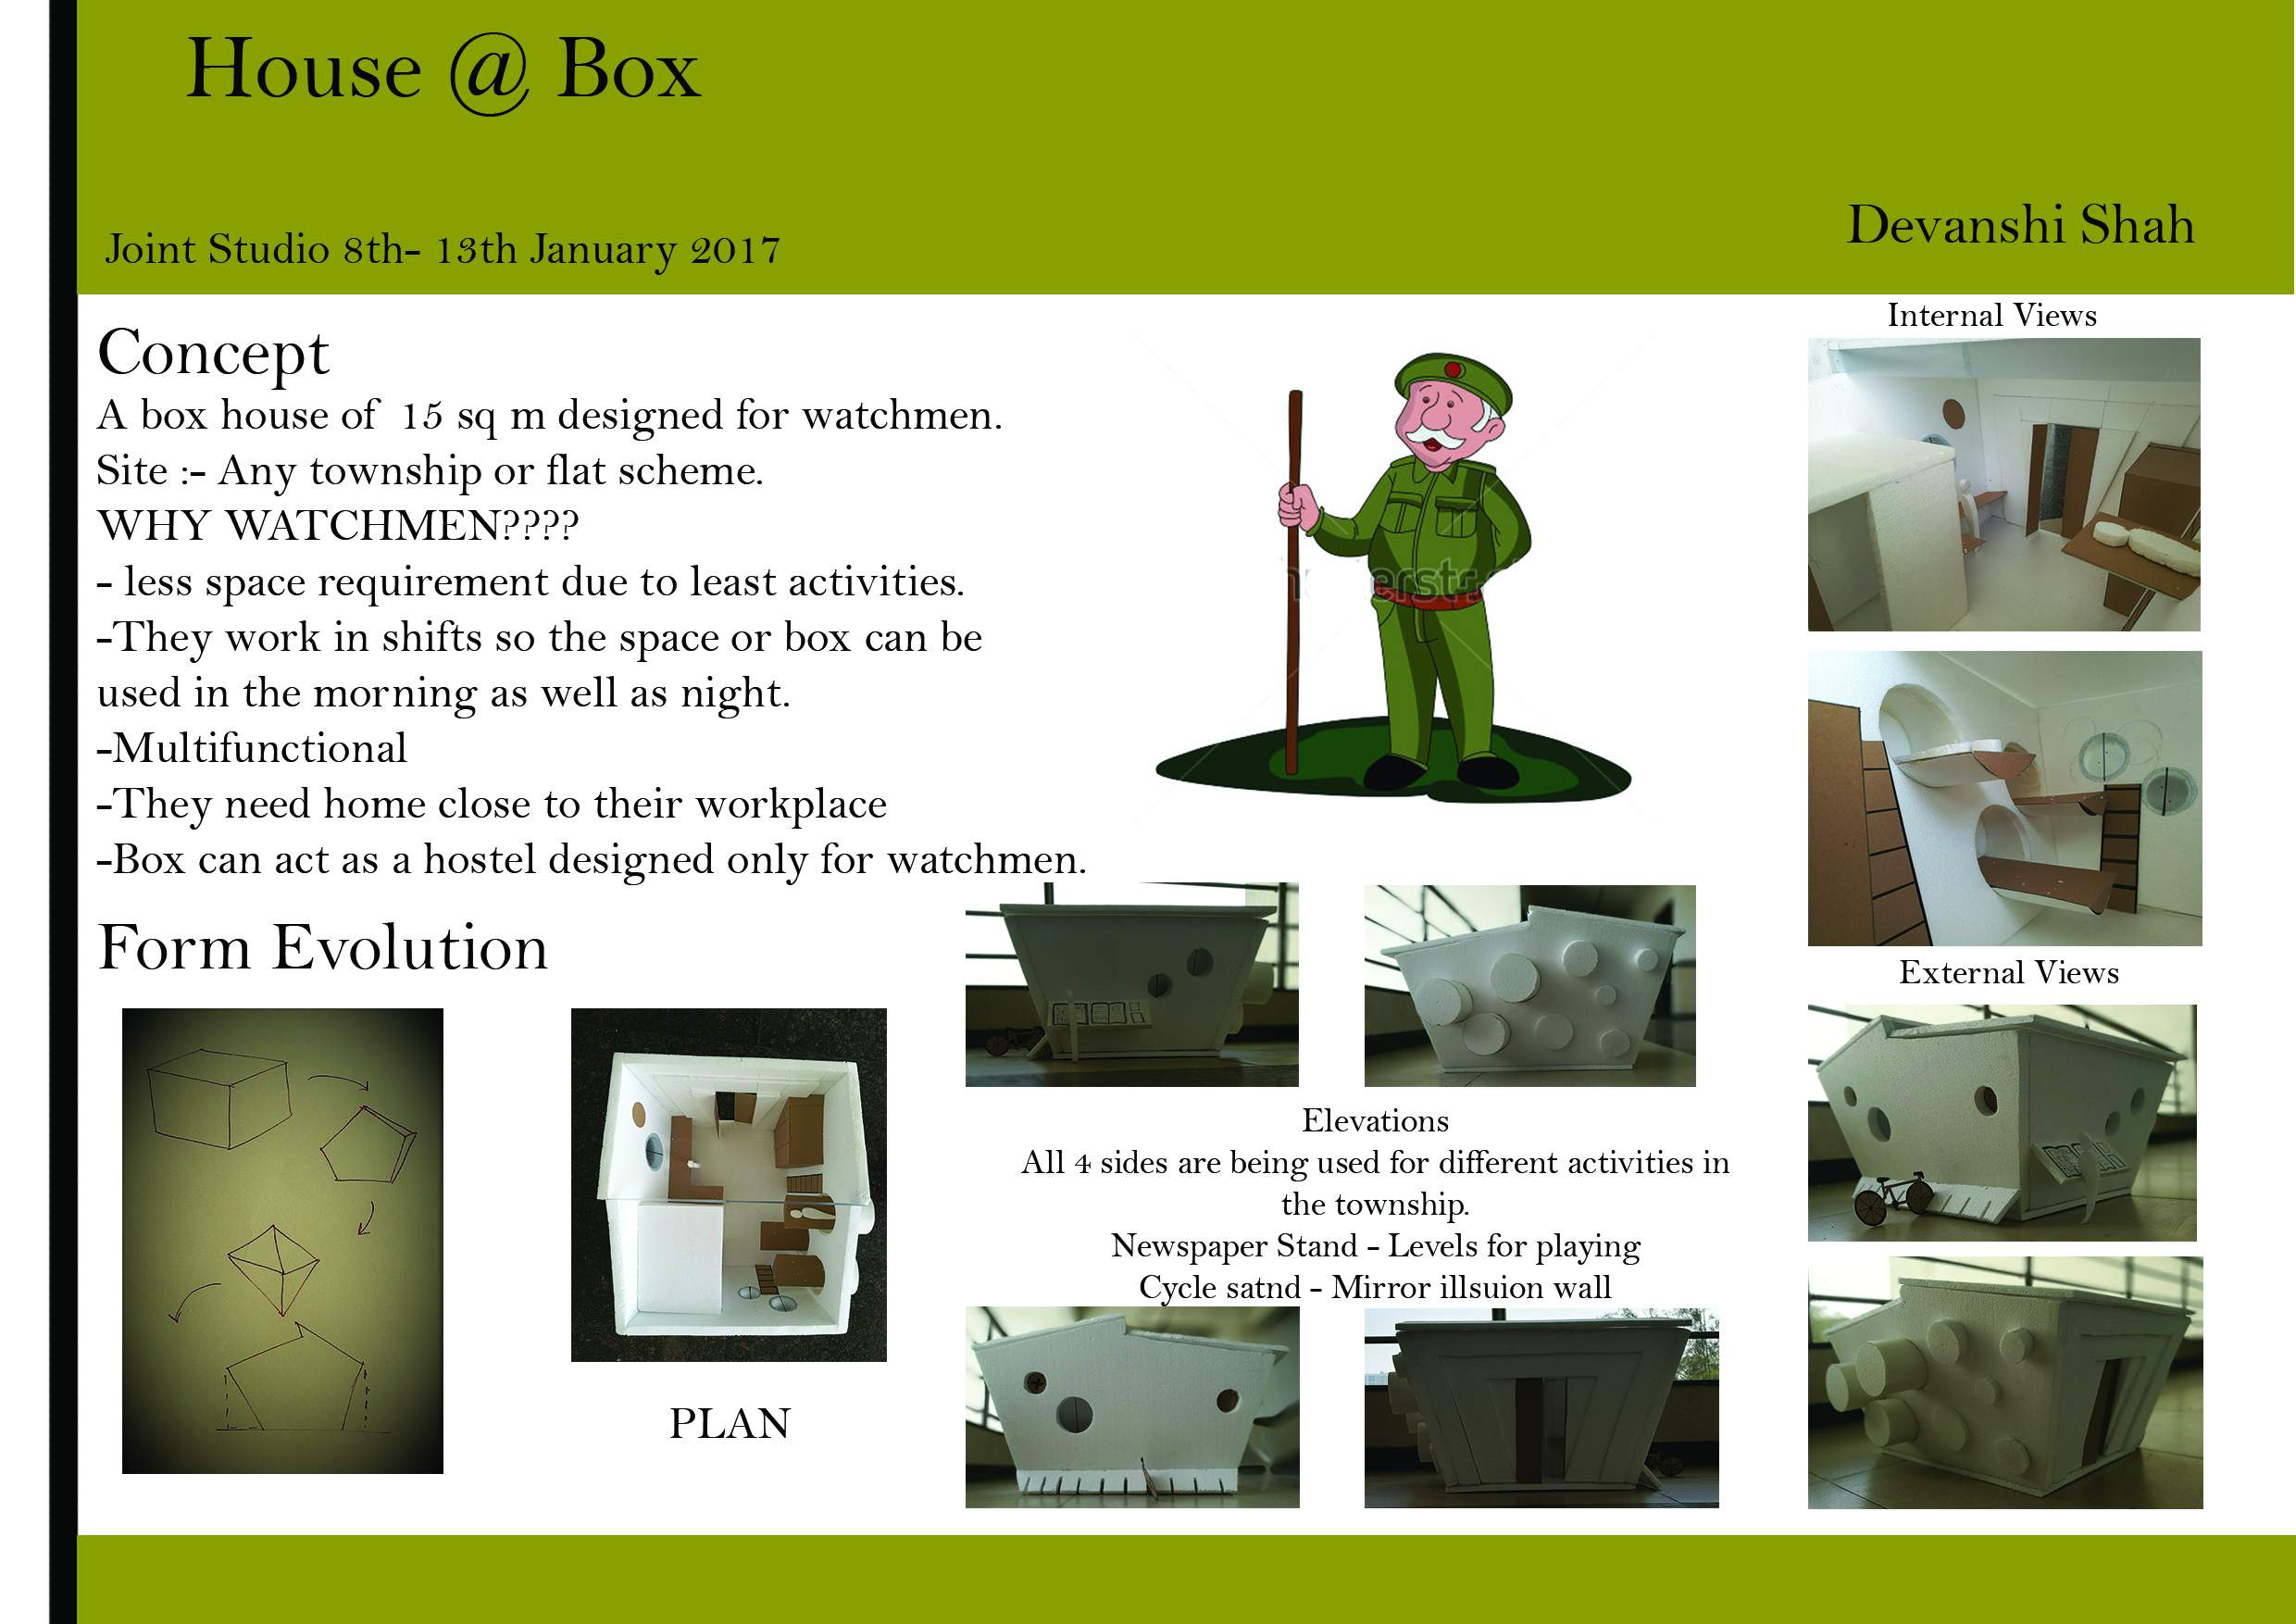 House @ Box
Joint Studio 8th- 13th January 2017
Devanshi Shah
Concept
A box house of 15 sq m designed for watchmen.
Site :- Any township or flat scheme.
WHY WATCHMEN????
- less space requirement due to least activities.
-They work in shifts so the space or box can be
used in the morning as well as night.
-Multifunctional
-They need home close to their workplace
-Box can act as a hostel designed only for watchmen.
Form Evolution
PLAN
Elevations
All 4 sides are being used for different activities in
the township.
Newspaper Stand - Levels for playing
Cycle satnd - Mirror illsuion wall
Internal Views
External Views